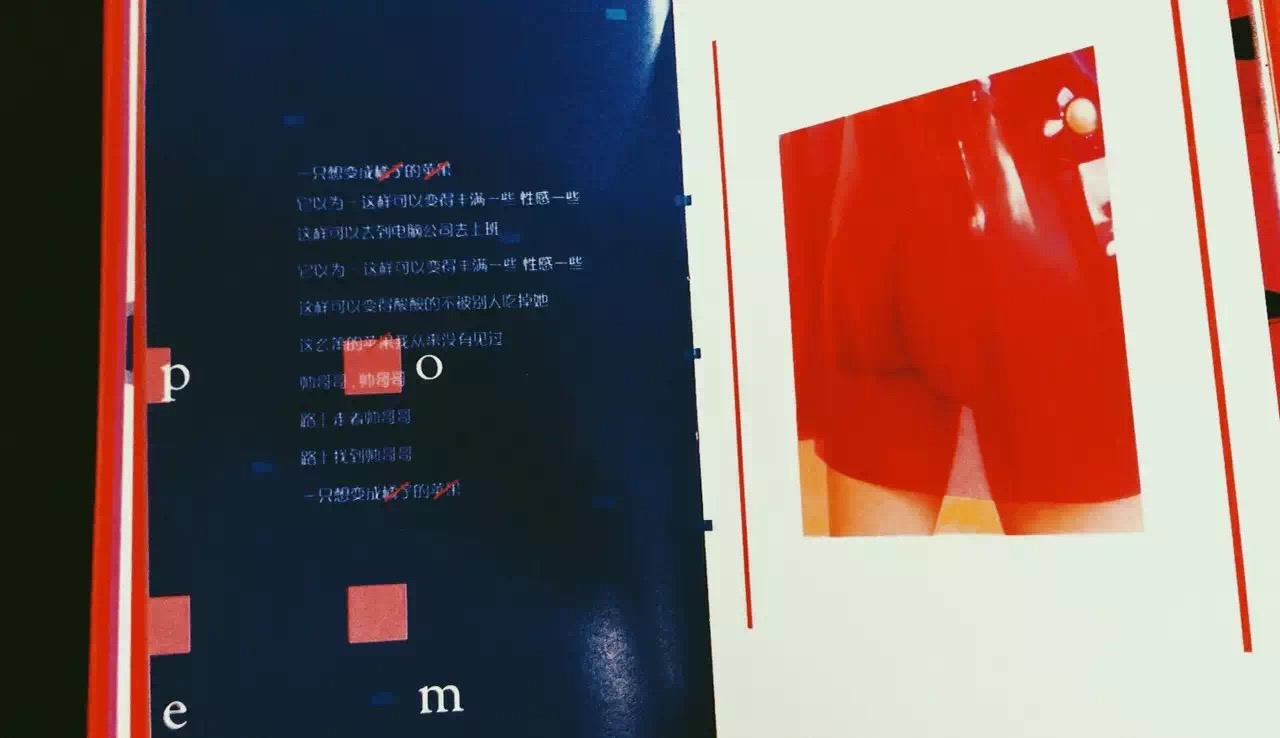 一只想变成橘子的苹果
它以为一这样可以变得丰满一些 性感一些
这样可以去到电脑公司去上班
它以为一这样可以变得丰满一些 性感一些
这样可以变得酸酸的不被别人吃掉她
这么笨的苹果我从来没有见过
帅哥哥，帅哥哥
路上走着帅哥哥
路上找到帅哥哥
一只想变成橘子的苹果
p o
e m